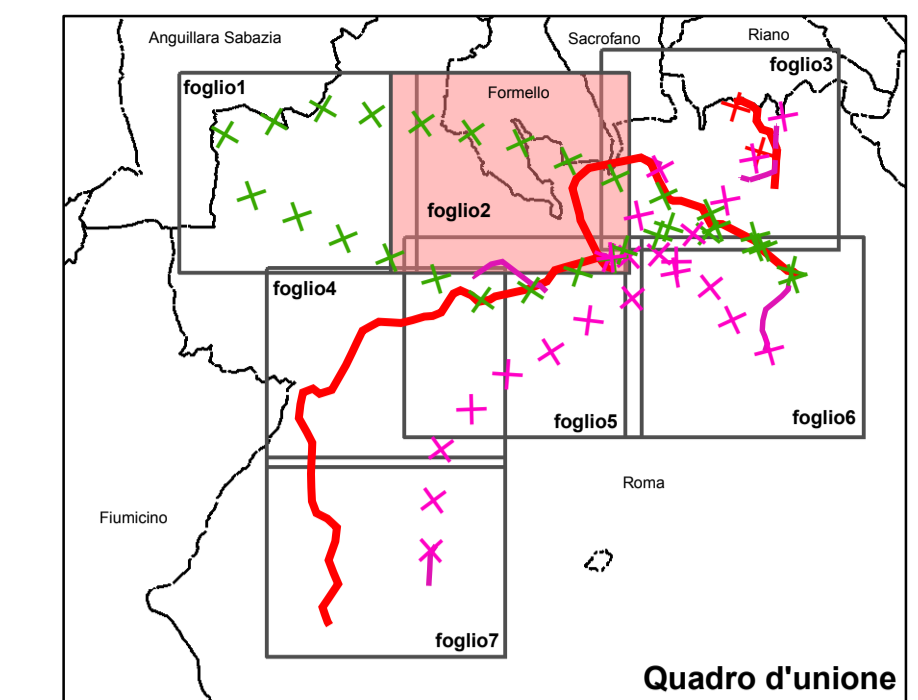 Anguillara Sabazia
Sacrofano
Riano
foglio3
foglio1
Formello
foglio2
foglio4
foglio5
foglio6
Roma
Fiumicino
foglio7
Quadro d'unione